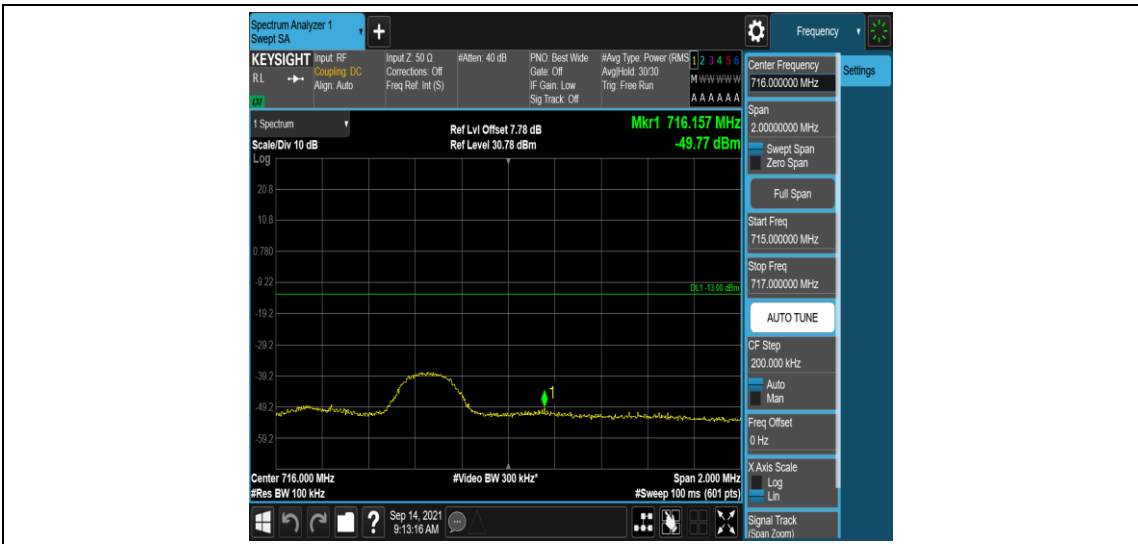 Spectrum Analyzer 1
Swept SA
+
Frequency
KEYSIGHT
RL
LXI
Input: RF
Coupling: DC
Align: Auto
Input Z: 50 Ω
Corrections: Off
Freq Ref: Int (S)
#Atten: 40 dB
PNO: Best Wide
Gate: Off
IF Gain: Low
Sig Track: Off
#Avg Type: Power (RMS
Avg|Hold: 30/30
Trig: Free Run
1 2 3 4 5 6
M W W W W W
A A A A A A
Center Frequency
716.000000 MHz
Settings
Span
2.00000000 MHz
Swept Span
Zero Span
Full Span
Start Freq
715.000000 MHz
Stop Freq
717.000000 MHz
AUTO TUNE
CF Step
200.000 kHz
Auto
Man
Freq Offset
0 Hz
X Axis Scale
Log
Lin
Signal Track
(Span Zoom)
1 Spectrum
Scale/Div 10 dB
Ref Lvl Offset 7.78 dB
Ref Level 30.78 dBm
Mkr1 716.157 MHz
-49.77 dBm
Log
20.8
10.8
0.780
-9.22
DL1 -13.00 dBm
-19.2
-29.2
-39.2
1
-49.2
-59.2
Center 716.000 MHz
#Video BW 300 kHz*
Span 2.000 MHz
#Res BW 100 kHz
#Sweep 100 ms (601 pts)
?
Sep 14, 2021
9:13:16 AM